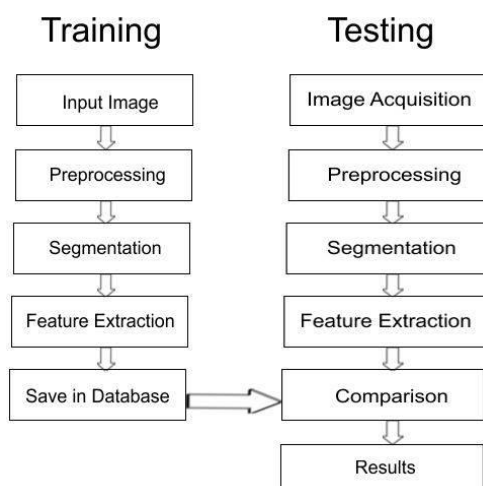 Training
Input Image
Preprocessing
Segmentation
Feature Extraction
Save in Database
Testing
Image Acquisition
Preprocessing
Segmentation
Feature Extraction
Comparison
Results